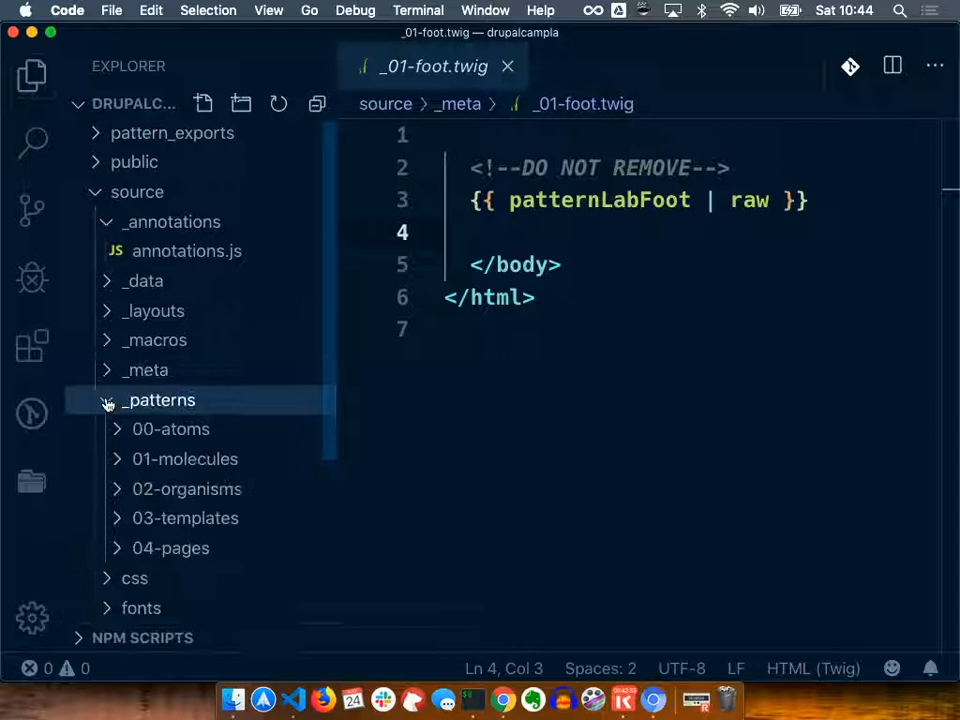 Code File Edit Selection View Go Debug Terminal Window Help Sat 10:44
_01-foot.twig — drupalcampla
EXPLORER
_01-foot.twig
DRUPALC...
source > _meta > _01-foot.twig
pattern_exports
public
source
_annotations
JS annotations.js
_data
_layouts
_macros
_meta
_patterns
00-atoms
01-molecules
02-organisms
03-templates
04-pages
css
fonts
NPM SCRIPTS
1
2 <!--DO NOT REMOVE-->
3 {{ patternLabFoot | raw }}
4
5 </body>
6 </html>
7
0 0 Ln 4, Col 3 Spaces: 2 UTF-8 LF HTML (Twig)